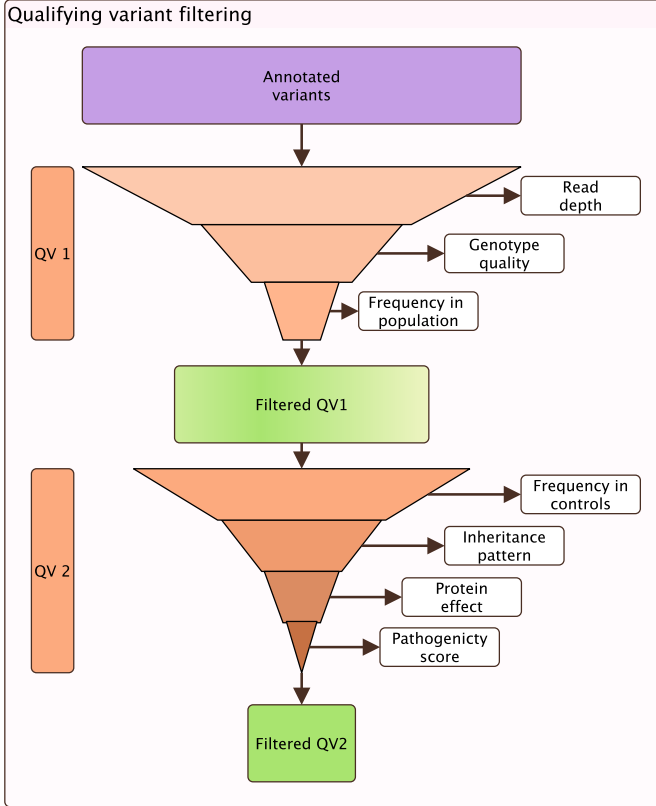 Qualifying variant filtering
Annotated
variants
QV 1
Read
depth
Genotype
quality
Frequency in
population
Filtered QV1
QV 2
Frequency in
controls
Inheritance
pattern
Protein
effect
Pathogenicty
score
Filtered QV2